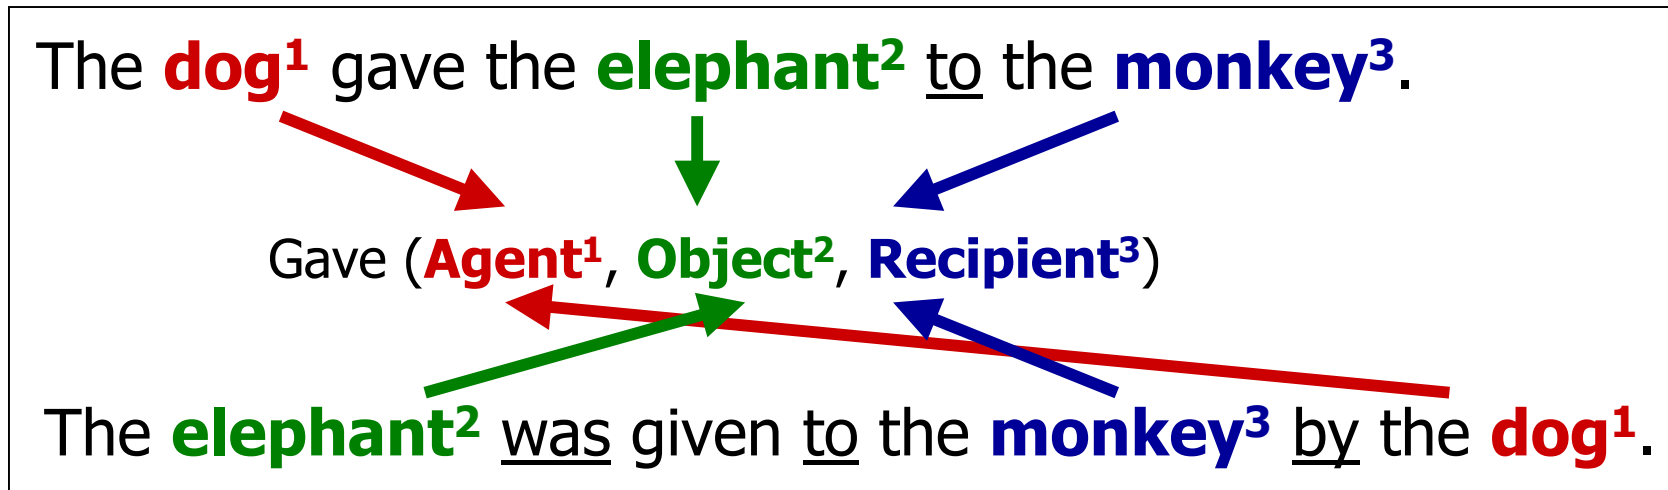 The dog¹ gave the elephant² to the monkey³.
Gave (Agent¹, Object², Recipient³)
The elephant² was given to the monkey³ by the dog¹.